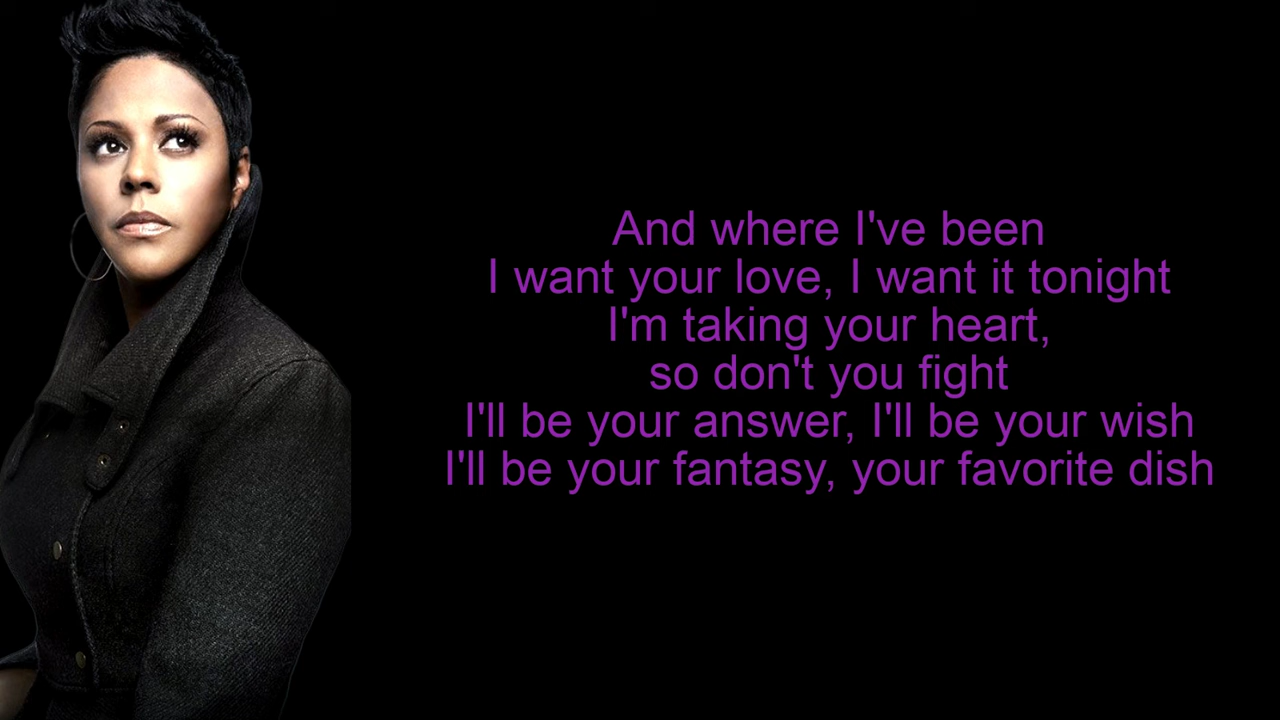 And where I've been
I want your love, I want it tonight
I'm taking your heart,
so don't you fight
I'll be your answer, I'll be your wish
I'll be your fantasy, your favorite dish